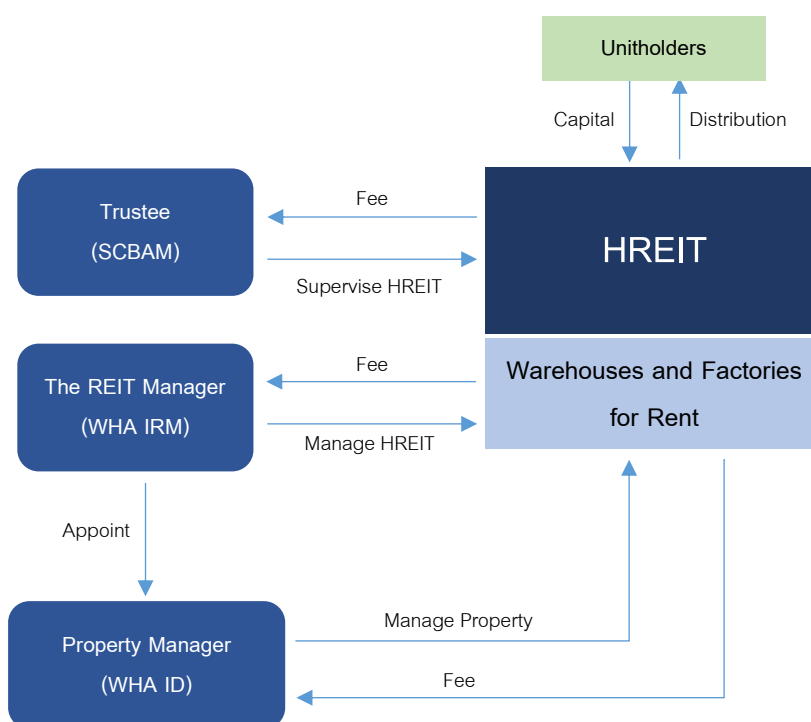 Unitholders
Capital
Distribution
Trustee
(SCBAM)
Fee
Supervise HREIT
HREIT
The REIT Manager
(WHA IRM)
Fee
Manage HREIT
Warehouses and Factories
for Rent
Appoint
Property Manager
(WHA ID)
Manage Property
Fee